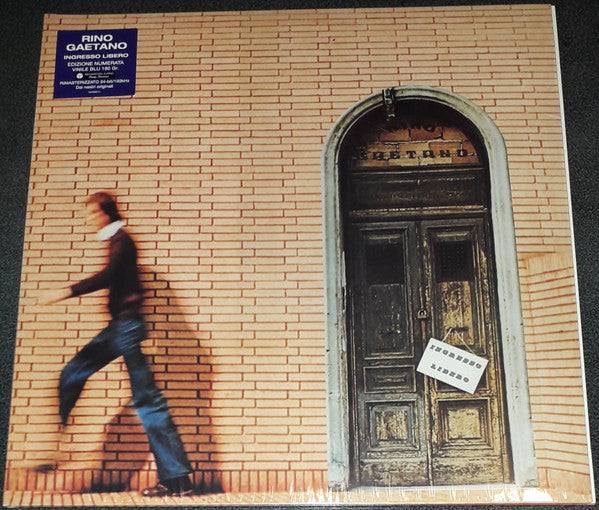 RINO
GAETANO
INGRESSO LIBERO
EDIZIONE NUMERATA
VINILE BLU 180 Gr.
RIMASTERIZZATO 24-bit/192kHz
Dai nastri originali
RINO
GAETANO
INGRESSO
LIBERO